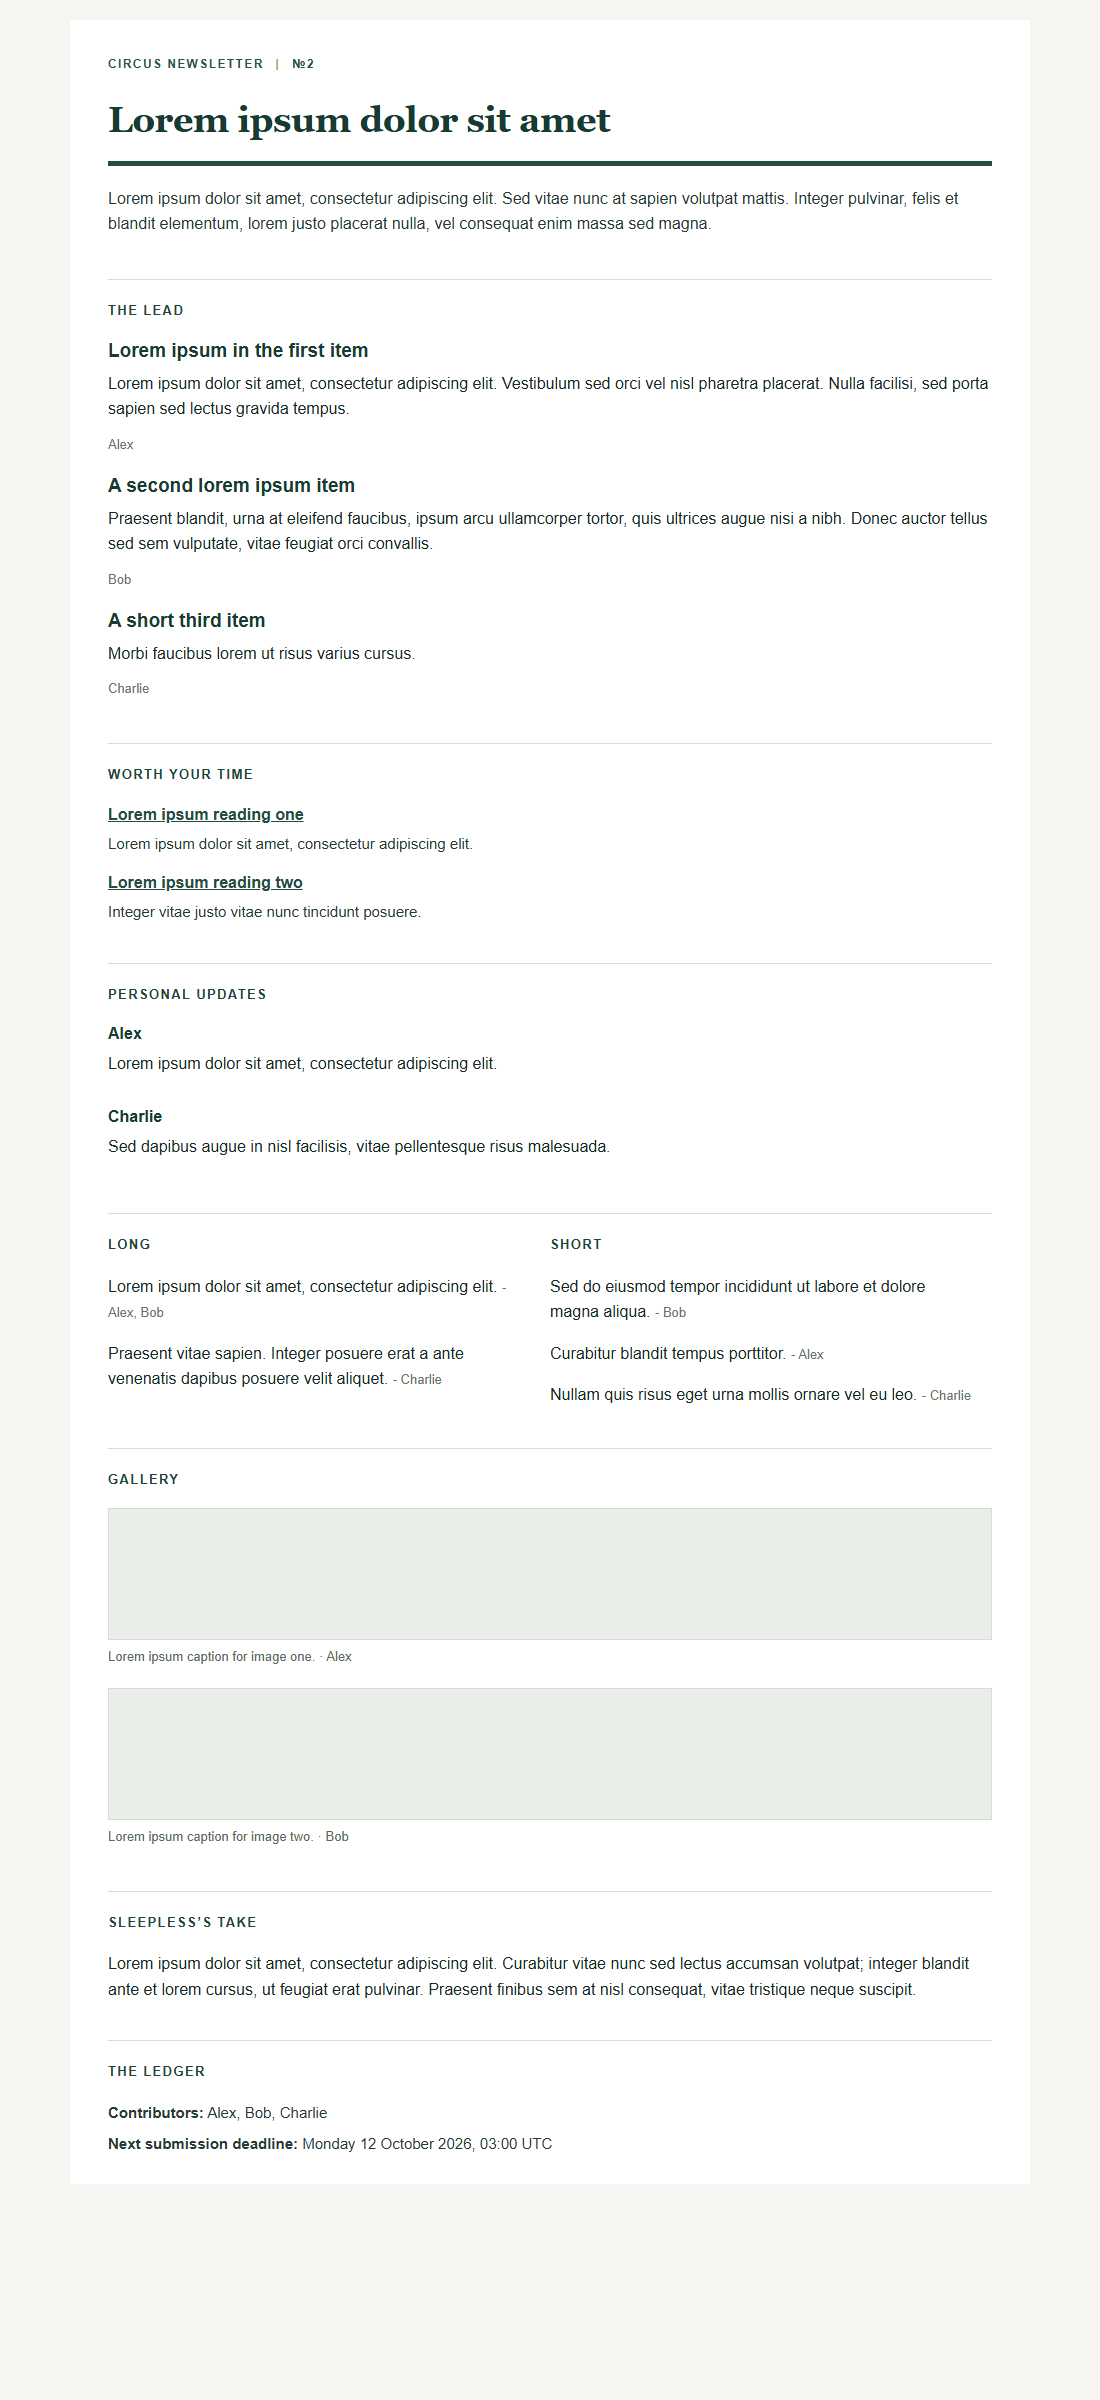 CIRCUS NEWSLETTER | №2
Lorem ipsum dolor sit amet
Lorem ipsum dolor sit amet, consectetur adipiscing elit. Sed vitae nunc at sapien volutpat mattis. Integer pulvinar, felis et
blandit elementum, lorem justo placerat nulla, vel consequat enim massa sed magna.
THE LEAD
Lorem ipsum in the first item
Lorem ipsum dolor sit amet, consectetur adipiscing elit. Vestibulum sed orci vel nisl pharetra placerat. Nulla facilisi, sed porta
sapien sed lectus gravida tempus.
Alex
A second lorem ipsum item
Praesent blandit, urna at eleifend faucibus, ipsum arcu ullamcorper tortor, quis ultrices augue nisi a nibh. Donec auctor tellus
sed sem vulputate, vitae feugiat orci convallis.
Bob
A short third item
Morbi faucibus lorem ut risus varius cursus.
Charlie
WORTH YOUR TIME
Lorem ipsum reading one
Lorem ipsum dolor sit amet, consectetur adipiscing elit.
Lorem ipsum reading two
Integer vitae justo vitae nunc tincidunt posuere.
PERSONAL UPDATES
Alex
Lorem ipsum dolor sit amet, consectetur adipiscing elit.
Charlie
Sed dapibus augue in nisl facilisis, vitae pellentesque risus malesuada.
LONG
Lorem ipsum dolor sit amet, consectetur adipiscing elit. -
Alex, Bob
Praesent vitae sapien. Integer posuere erat a ante
venenatis dapibus posuere velit aliquet. - Charlie
SHORT
Sed do eiusmod tempor incididunt ut labore et dolore
magna aliqua. - Bob
Curabitur blandit tempus porttitor. - Alex
Nullam quis risus eget urna mollis ornare vel eu leo. - Charlie
GALLERY
Lorem ipsum caption for image one. · Alex
Lorem ipsum caption for image two. · Bob
SLEEPLESS’S TAKE
Lorem ipsum dolor sit amet, consectetur adipiscing elit. Curabitur vitae nunc sed lectus accumsan volutpat; integer blandit
ante et lorem cursus, ut feugiat erat pulvinar. Praesent finibus sem at nisl consequat, vitae tristique neque suscipit.
THE LEDGER
Contributors: Alex, Bob, Charlie
Next submission deadline: Monday 12 October 2026, 03:00 UTC